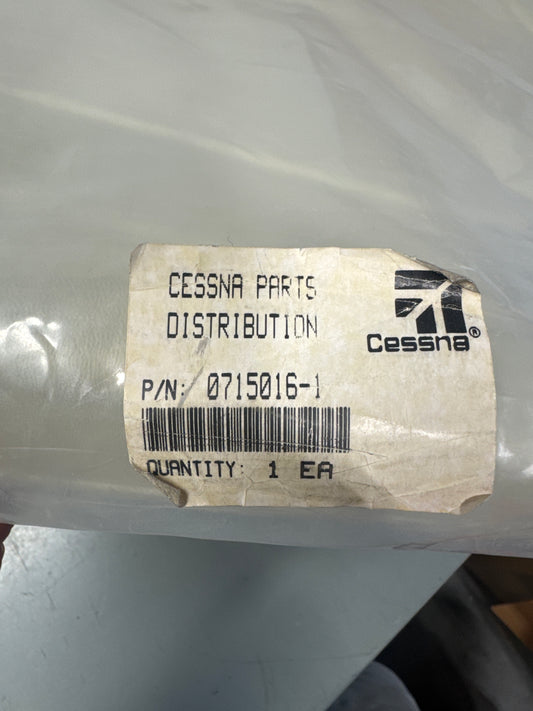 CESSNA PARTS
DISTRIBUTION
Cessna®
P/N: 0715016-1
QUANTITY: 1 EA